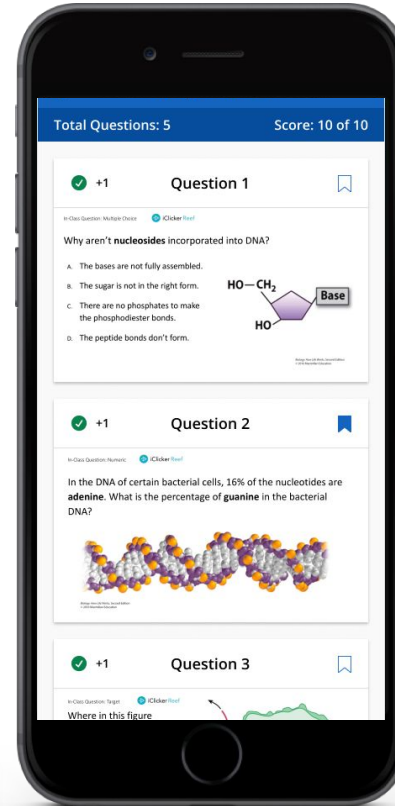 Total Questions: 5 Score: 10 of 10
+1 Question 1
In-Class Question: Multiple Choice iClicker Reef
Why aren't nucleosides incorporated into DNA?
A. The bases are not fully assembled.
B. The sugar is not in the right form.
C. There are no phosphates to make
the phosphodiester bonds.
D. The peptide bonds don't form.
HO—CH2
Base
HO
+1 Question 2
In-Class Question: Numeric iClicker Reef
In the DNA of certain bacterial cells, 16% of the nucleotides are
adenine. What is the percentage of guanine in the bacterial
DNA?
+1 Question 3
In-Class Question: Target iClicker Reef
Where in this figure